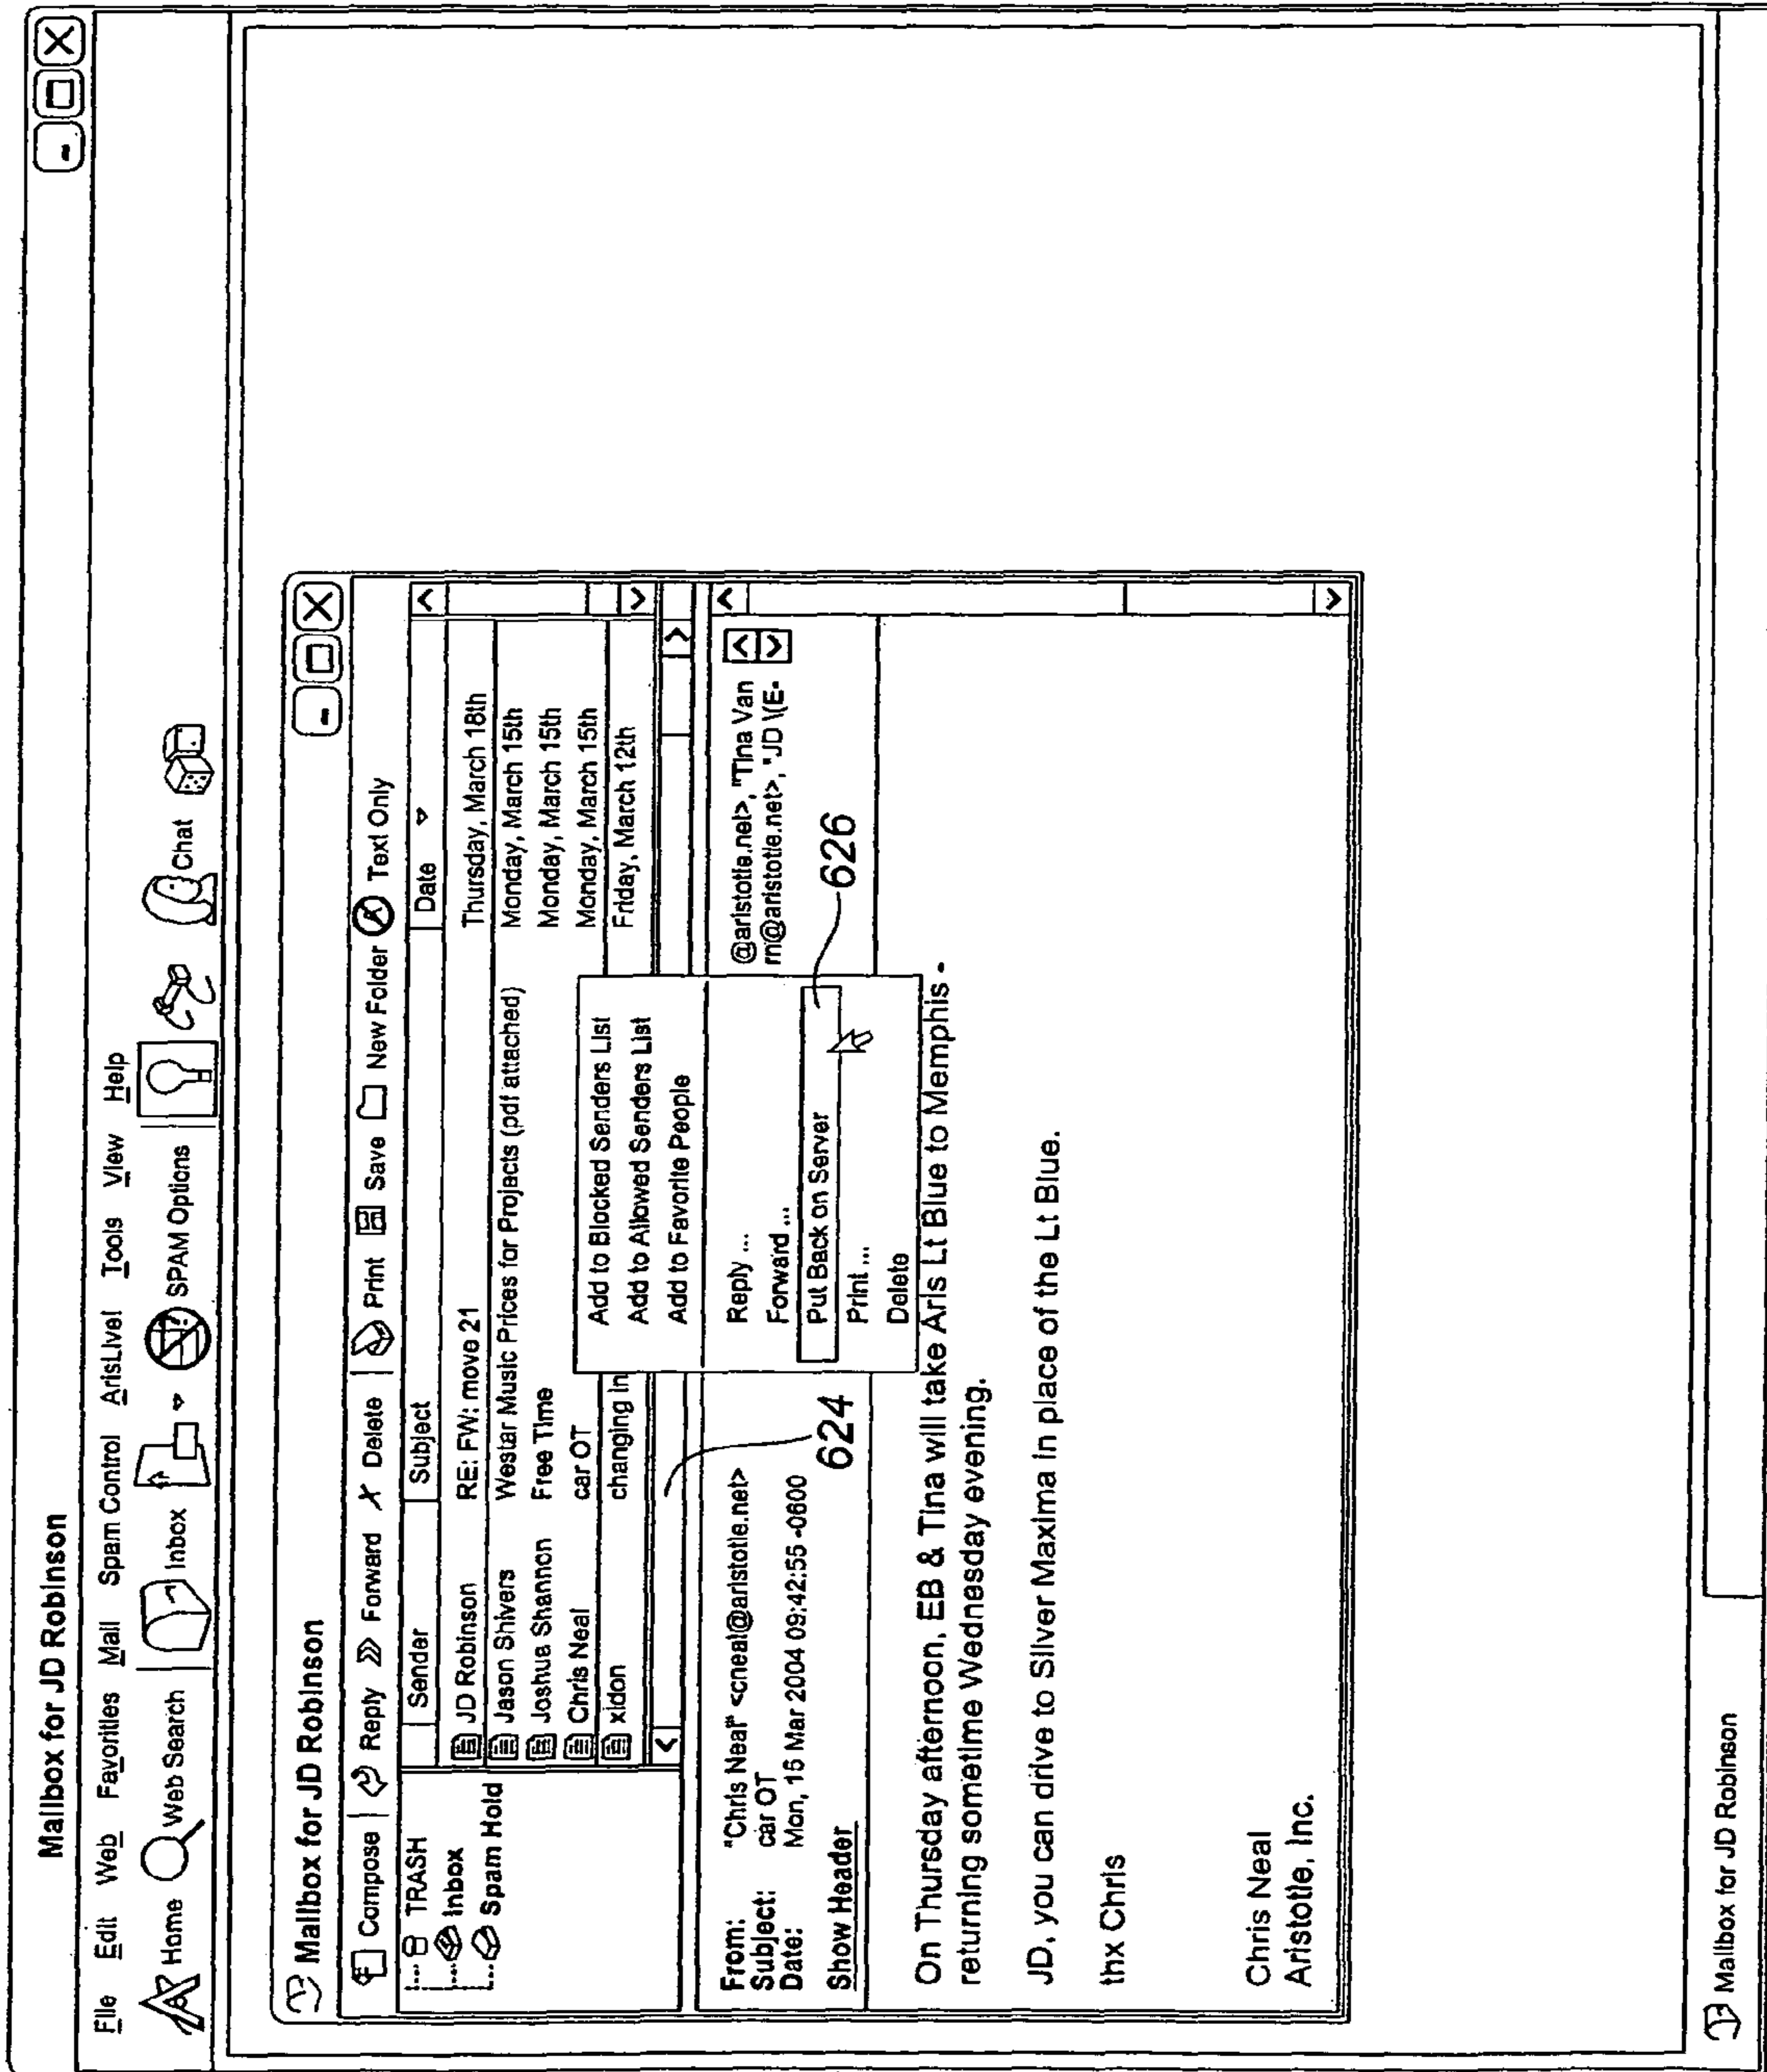 Mailbox for JD Robinson
File Edit Web Favorities Mail Spam Control ArisLive! Tools View Help
Home Web Search Inbox SPAM Options Chat
Mailbox for JD Robinson
Compose Reply Forward Delete Print Save New Folder Text Only
TRASH
Inbox
Spam Hold
Sender Subject Date
JD Robinson RE: FW: move 21 Thursday, March 18th
Jason Shivers Westar Music Prices for Projects (pdf attached) Monday, March 15th
Joshua Shannon Free Time Monday, March 15th
Chris Neal car OT Monday, March 15th
xidon changing in Friday, March 12th
Add to Blocked Senders List
Add to Allowed Senders List
Add to Favorite People
Reply ...
Forward ...
Put Back on Server
Print ...
Delete
624
626
From: "Chris Neal" <cneal@aristotle.net> @aristotle.net>, "Tina Van
Subject: car OT rn@aristotle.net>, "JD \(E-
Date: Mon, 15 Mar 2004 09:42:55 -0600
Show Header
On Thursday afternoon, EB & Tina will take Aris Lt Blue to Memphis -
returning sometime Wednesday evening.
JD, you can drive to Silver Maxima in place of the Lt Blue.
thx Chris
Chris Neal
Aristotle, Inc.
Mailbox for JD Robinson